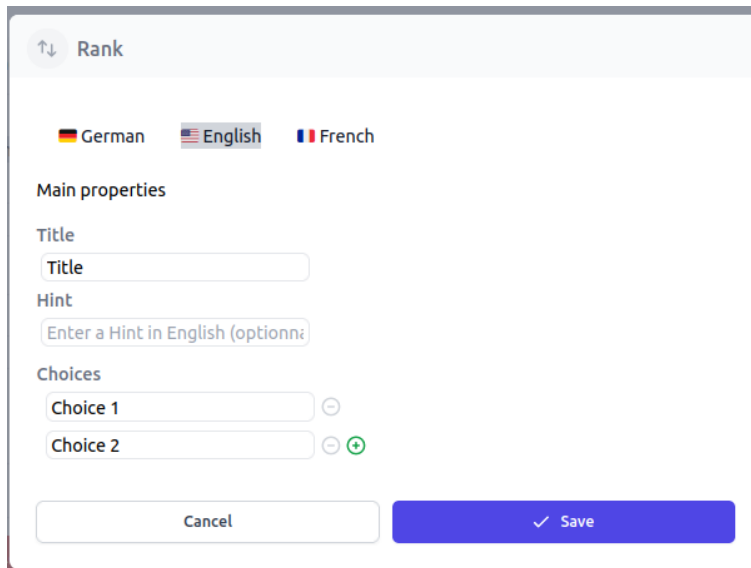 Rank
German English French
Main properties
Title
Title
Hint
Enter a Hint in English (optionna
Choices
Choice 1
Choice 2
Cancel Save